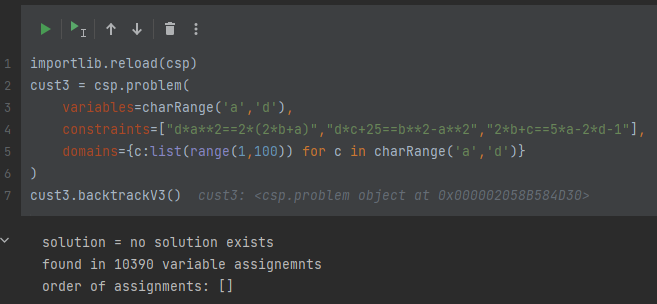 1 importlib.reload(csp)
2 cust3 = csp.problem(
3 variables=charRange('a','d'),
4 constraints=["d*a**2==2*(2*b+a)","d*c+25==b**2-a**2","2*b+c==5*a-2*d-1"],
5 domains={c:list(range(1,100)) for c in charRange('a','d')}
6 )
7 cust3.backtrackV3() cust3: <csp.problem object at 0x000002058B584D30>
solution = no solution exists
found in 10390 variable assignemnts
order of assignments: []